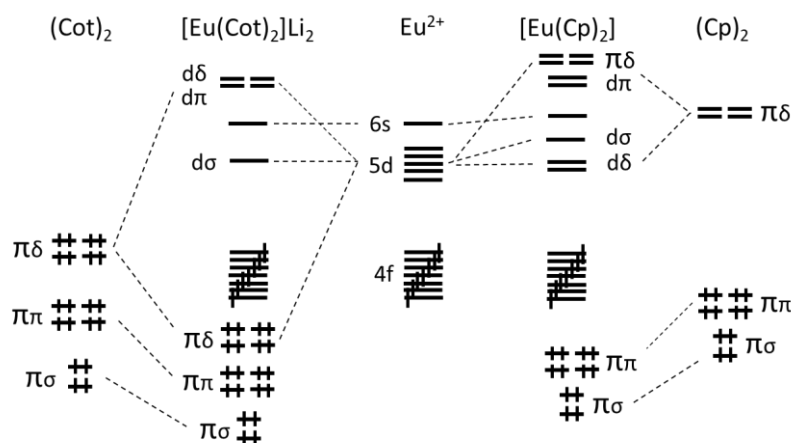 (Cot)₂ [Eu(Cot)₂]Li₂ Eu²⁺ [Eu(Cp)₂] (Cp)₂
πδ
dδ
dπ
dπ
6s
πδ
dσ
5d
dσ
dδ
πδ
4f
ππ
πδ
ππ
πσ
ππ
ππ
πσ
πσ
πσ